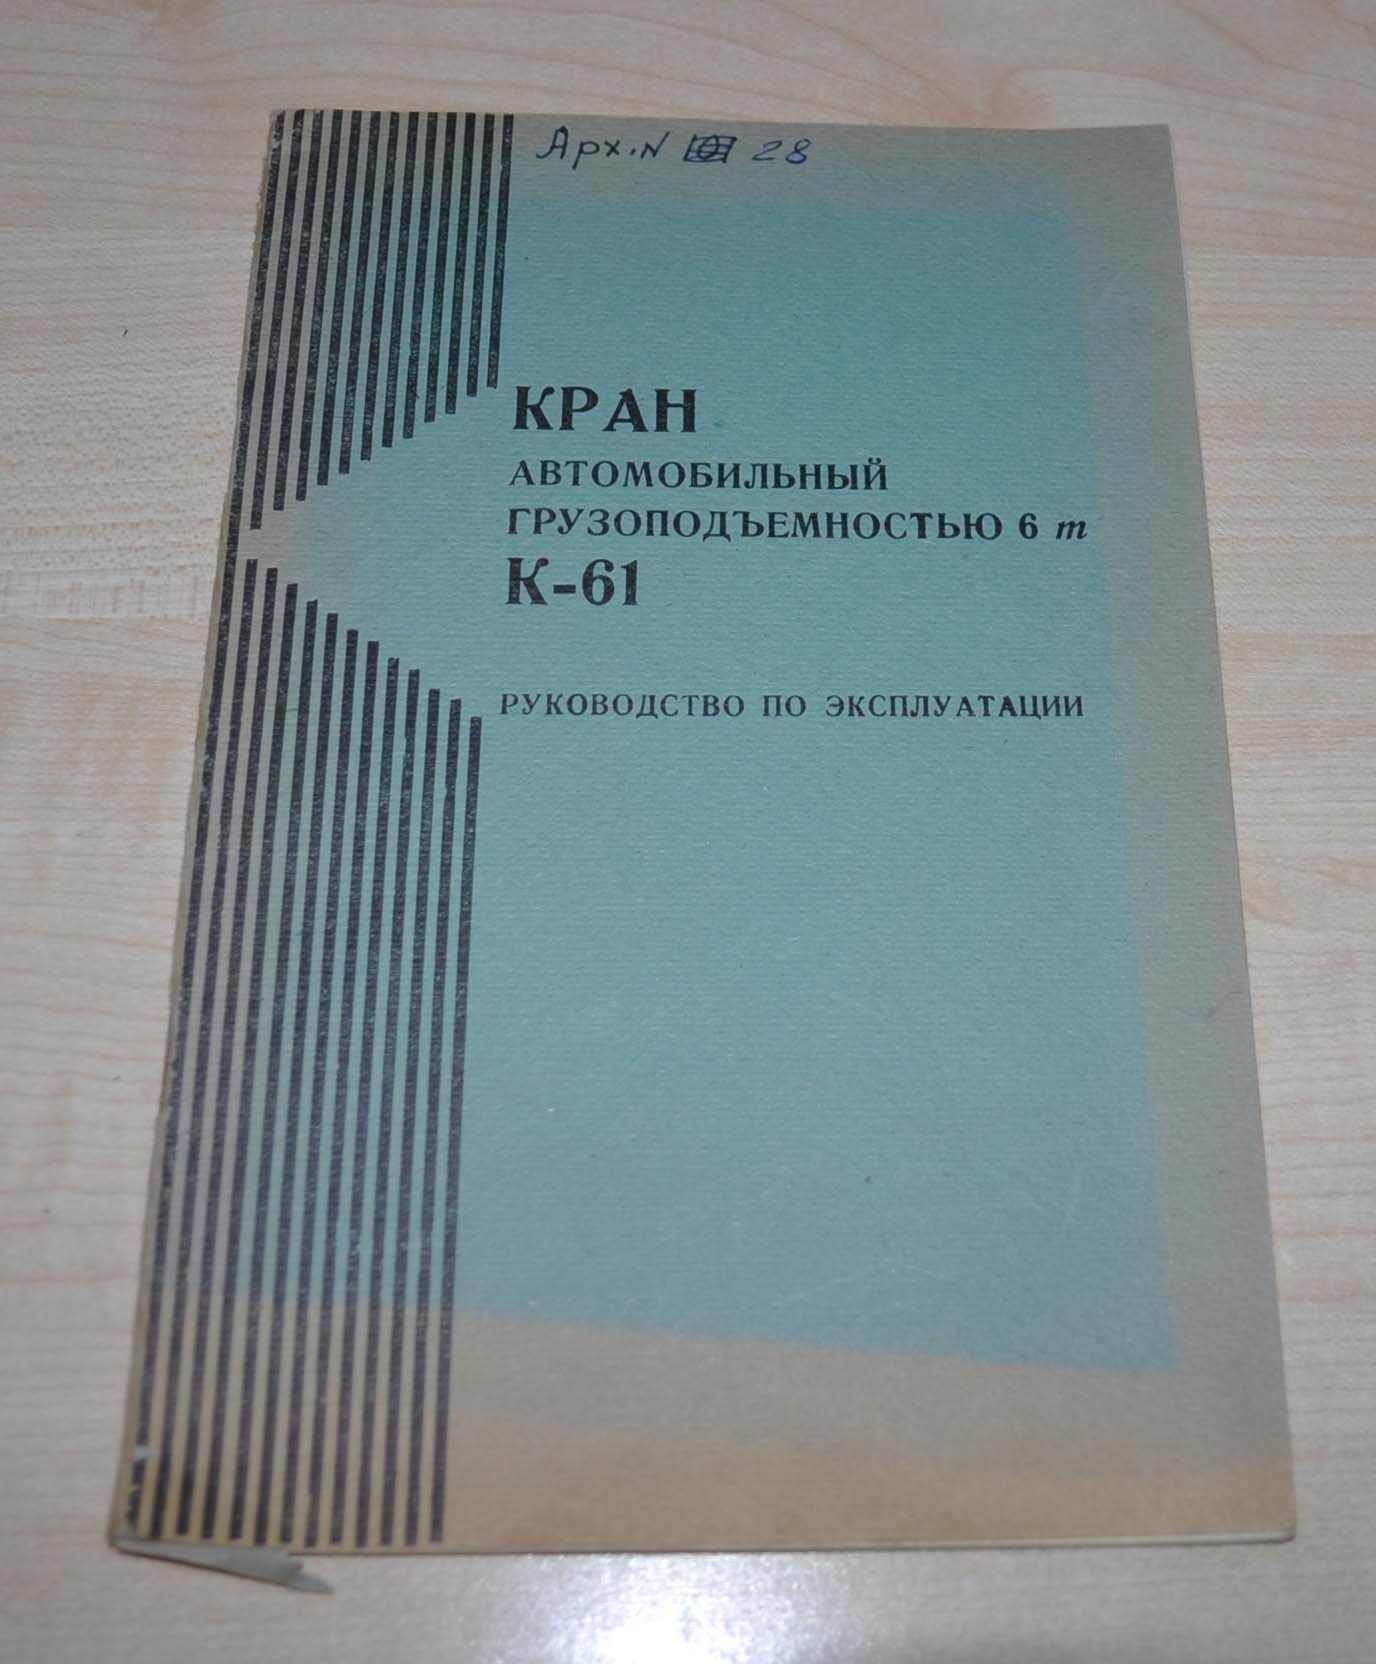 Арх. N 28
КРАН
АВТОМОБИЛЬНЫЙ
ГРУЗОПОДЪЕМНОСТЬЮ 6 т
К-61
РУКОВОДСТВО ПО ЭКСПЛУАТАЦИИ